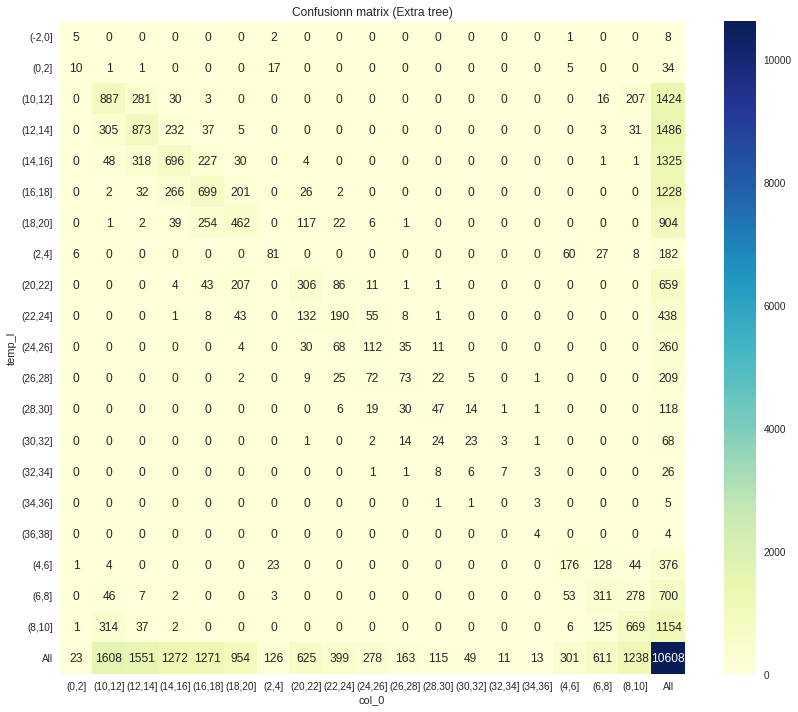 Confusionn matrix (Extra tree)
(-2,0] 5 0 0 0 0 0 2 0 0 0 0 0 0 0 0 1 0 0 8
(0,2] 10 1 1 0 0 0 17 0 0 0 0 0 0 0 0 5 0 0 34
(10,12] 0 887 281 30 3 0 0 0 0 0 0 0 0 0 0 0 16 207 1424
(12,14] 0 305 873 232 37 5 0 0 0 0 0 0 0 0 0 0 3 31 1486
(14,16] 0 48 318 696 227 30 0 4 0 0 0 0 0 0 0 0 1 1 1325
(16,18] 0 2 32 266 699 201 0 26 2 0 0 0 0 0 0 0 0 0 1228
(18,20] 0 1 2 39 254 462 0 117 22 6 1 0 0 0 0 0 0 0 904
(2,4] 6 0 0 0 0 0 81 0 0 0 0 0 0 0 0 60 27 8 182
(20,22] 0 0 0 4 43 207 0 306 86 11 1 1 0 0 0 0 0 0 659
(22,24] 0 0 0 1 8 43 0 132 190 55 8 1 0 0 0 0 0 0 438
(24,26] 0 0 0 0 0 4 0 30 68 112 35 11 0 0 0 0 0 0 260
(26,28] 0 0 0 0 0 2 0 9 25 72 73 22 5 0 1 0 0 0 209
(28,30] 0 0 0 0 0 0 0 0 6 19 30 47 14 1 1 0 0 0 118
(30,32] 0 0 0 0 0 0 0 1 0 2 14 24 23 3 1 0 0 0 68
(32,34] 0 0 0 0 0 0 0 0 0 1 1 8 6 7 3 0 0 0 26
(34,36] 0 0 0 0 0 0 0 0 0 0 0 1 1 0 3 0 0 0 5
(36,38] 0 0 0 0 0 0 0 0 0 0 0 0 0 0 4 0 0 0 4
(4,6] 1 4 0 0 0 0 23 0 0 0 0 0 0 0 0 176 128 44 376
(6,8] 0 46 7 2 0 0 3 0 0 0 0 0 0 0 0 53 311 278 700
(8,10] 1 314 37 2 0 0 0 0 0 0 0 0 0 0 0 6 125 669 1154
All 23 1608 1551 1272 1271 954 126 625 399 278 163 115 49 11 13 301 611 1238 10608
(0,2] (10,12] (12,14] (14,16] (16,18] (18,20] (2,4] (20,22] (22,24] (24,26] (26,28] (28,30] (30,32] (32,34] (34,36] (4,6] (6,8] (8,10] All
col_0
temp_l
10000
8000
6000
4000
2000
0